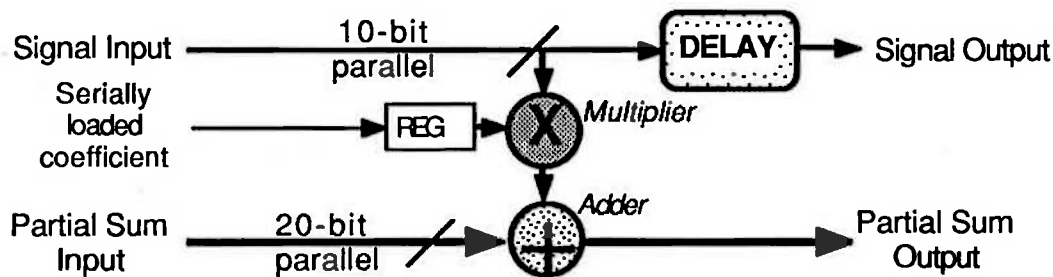 Signal Input
10-bit
parallel
DELAY
Signal Output
Serially
loaded
coefficient
REG
X
Multiplier
Adder
Partial Sum
Input
20-bit
parallel
+
Partial Sum
Output